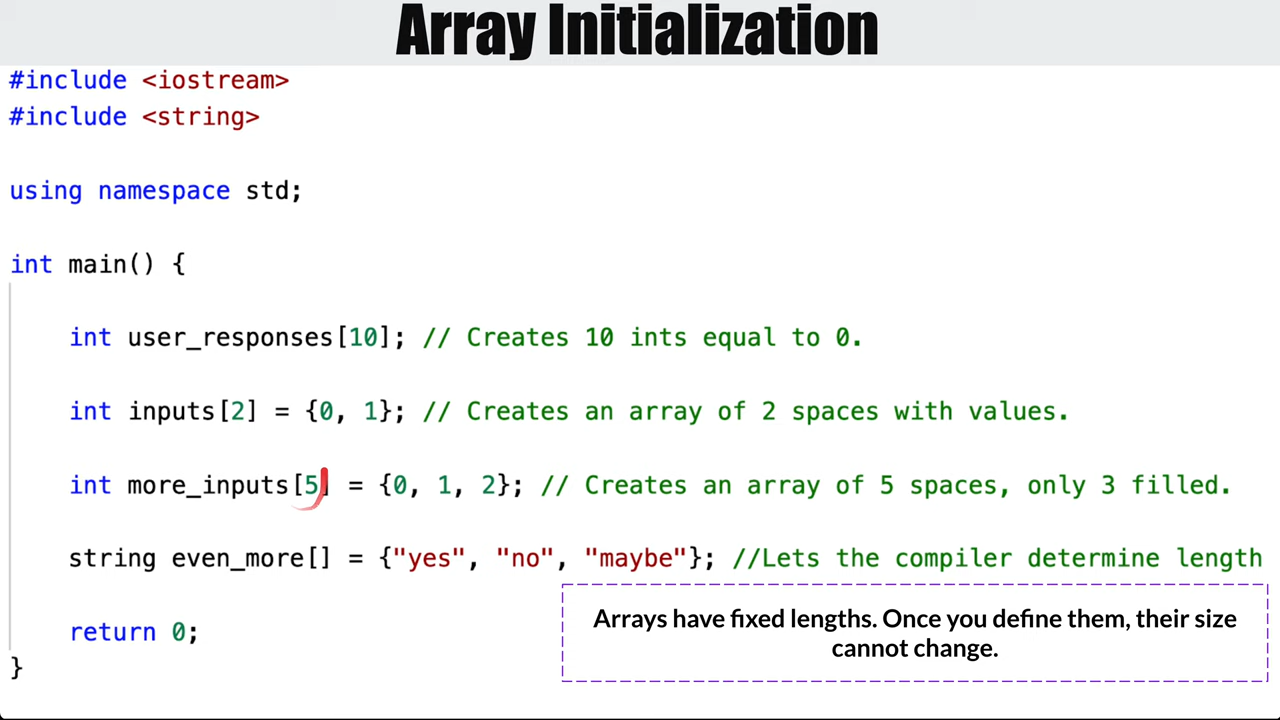 Array Initialization
#include <iostream>
#include <string>
using namespace std;
int main() {
int user_responses[10]; // Creates 10 ints equal to 0.
int inputs[2] = {0, 1}; // Creates an array of 2 spaces with values.
int more_inputs[5] = {0, 1, 2}; // Creates an array of 5 spaces, only 3 filled.
string even_more[] = {"yes", "no", "maybe"}; //Lets the compiler determine length
return 0;
}
Arrays have fixed lengths. Once you define them, their size
cannot change.